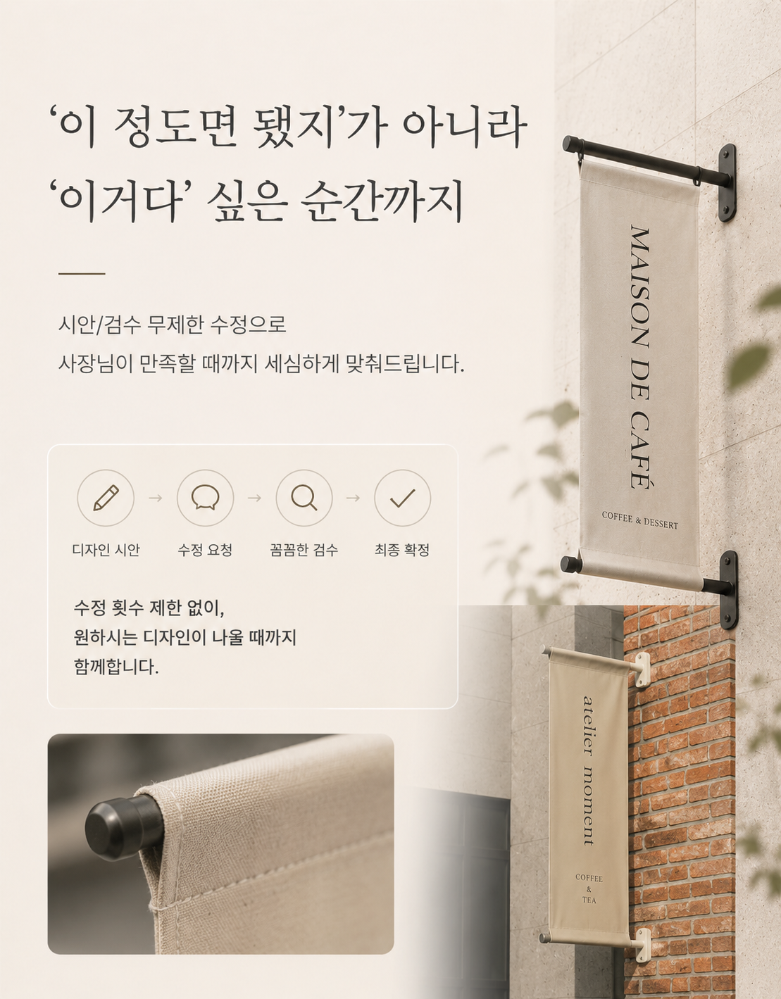 ‘이 정도면 됐지’가 아니라
‘이거다’ 싶은 순간까지
시안/검수 무제한 수정으로
사장님이 만족할 때까지 세심하게 맞춰드립니다.
디자인 시안
수정 요청
꼼꼼한 검수
최종 확정
수정 횟수 제한 없이,
원하시는 디자인이 나올 때까지
함께합니다.
MAISON DE CAFÉ
COFFEE & DESSERT
atelier moment
COFFEE
&
TEA